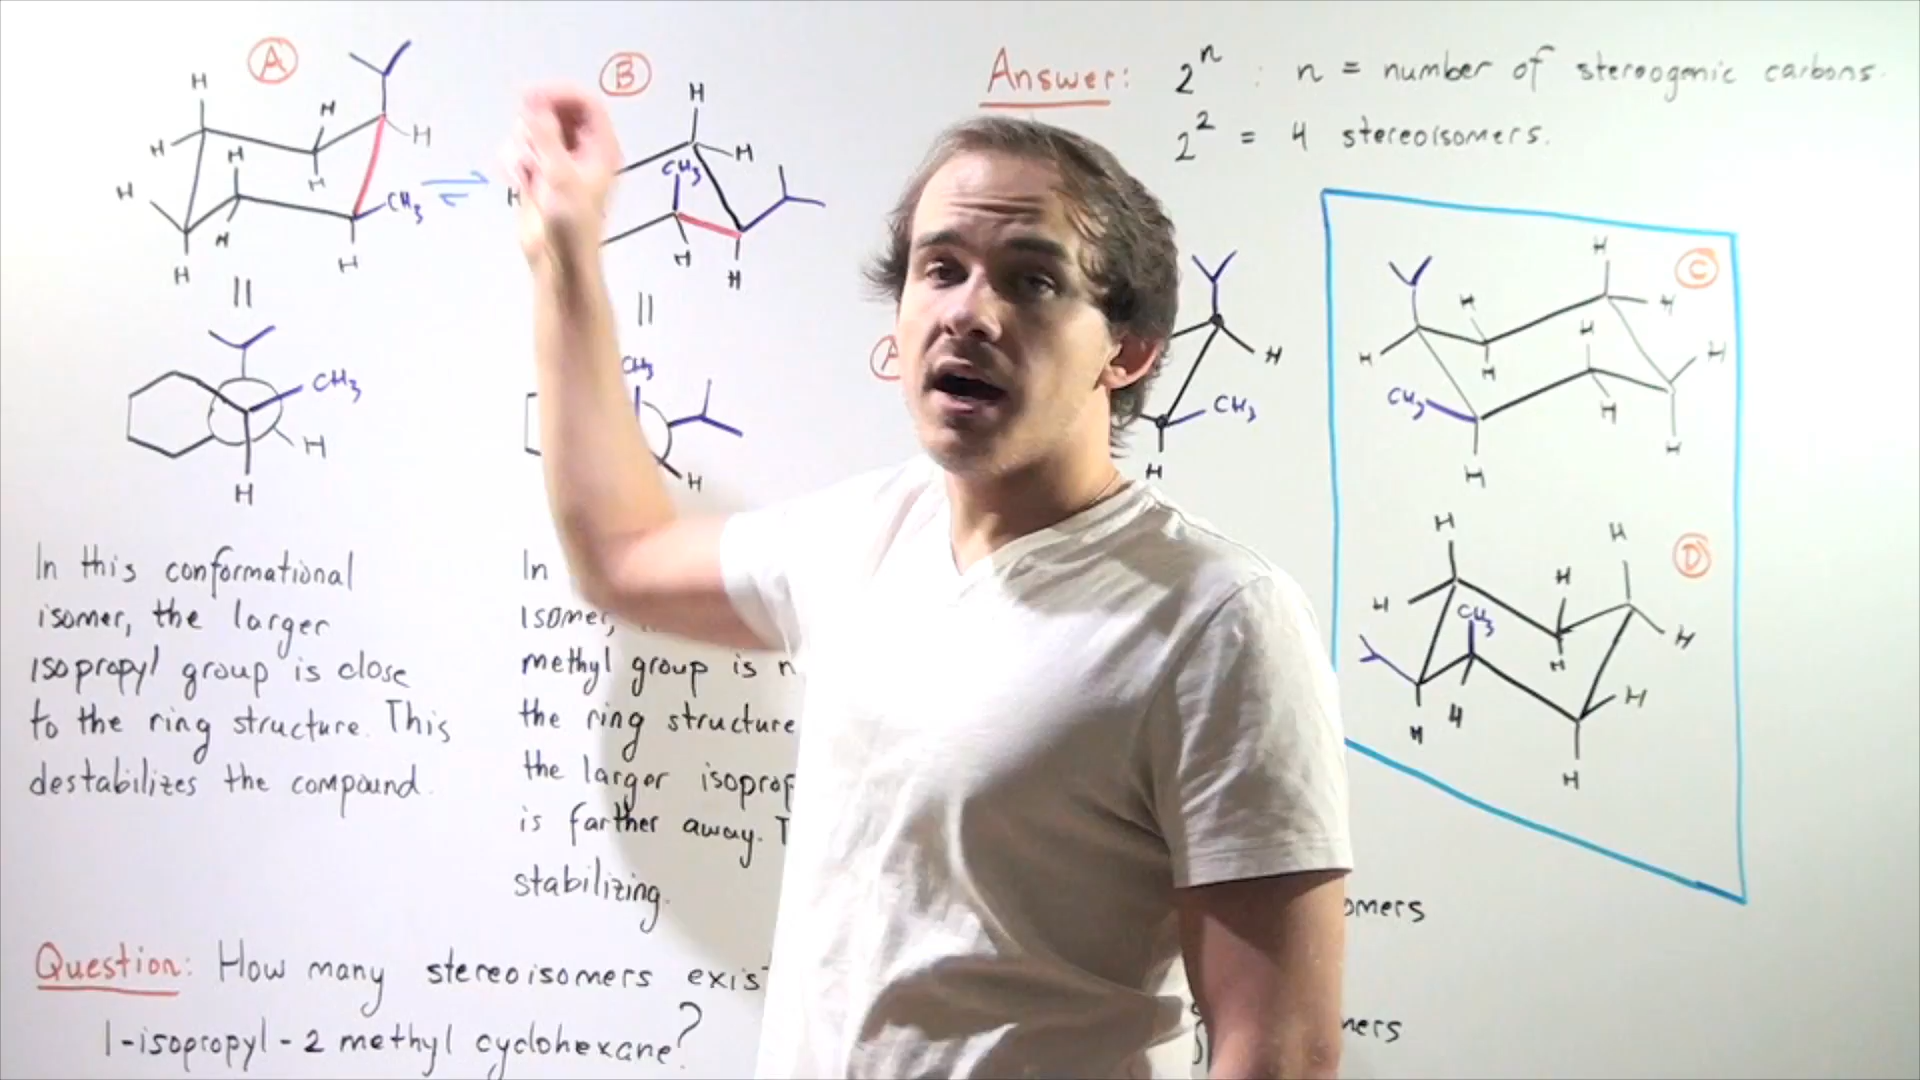 A
B
Answer: 2^n : n = number of stereogenic carbons.
2^2 = 4 stereoisomers.
H
H
H
H
H
H
H
H
H
H
H
CH3
H
H
CH3
H
H
H
CH3
H
H
CH3
H
A
H
CH3
H
C
H
H
H
H
H
H
H
H
H
CH3
H
H
D
H
H
H
H
H
H
CH3
H
H
H
H
In this conformational
isomer, the larger
isopropyl group is close
to the ring structure. This
destabilizes the compound.
In
isomer,
methyl group is
the ring structure
the larger isoprop
is farther away.
stabilizing.
omers
mers
Question: How many stereoisomers exist
1-isopropyl-2 methyl cyclohexane?